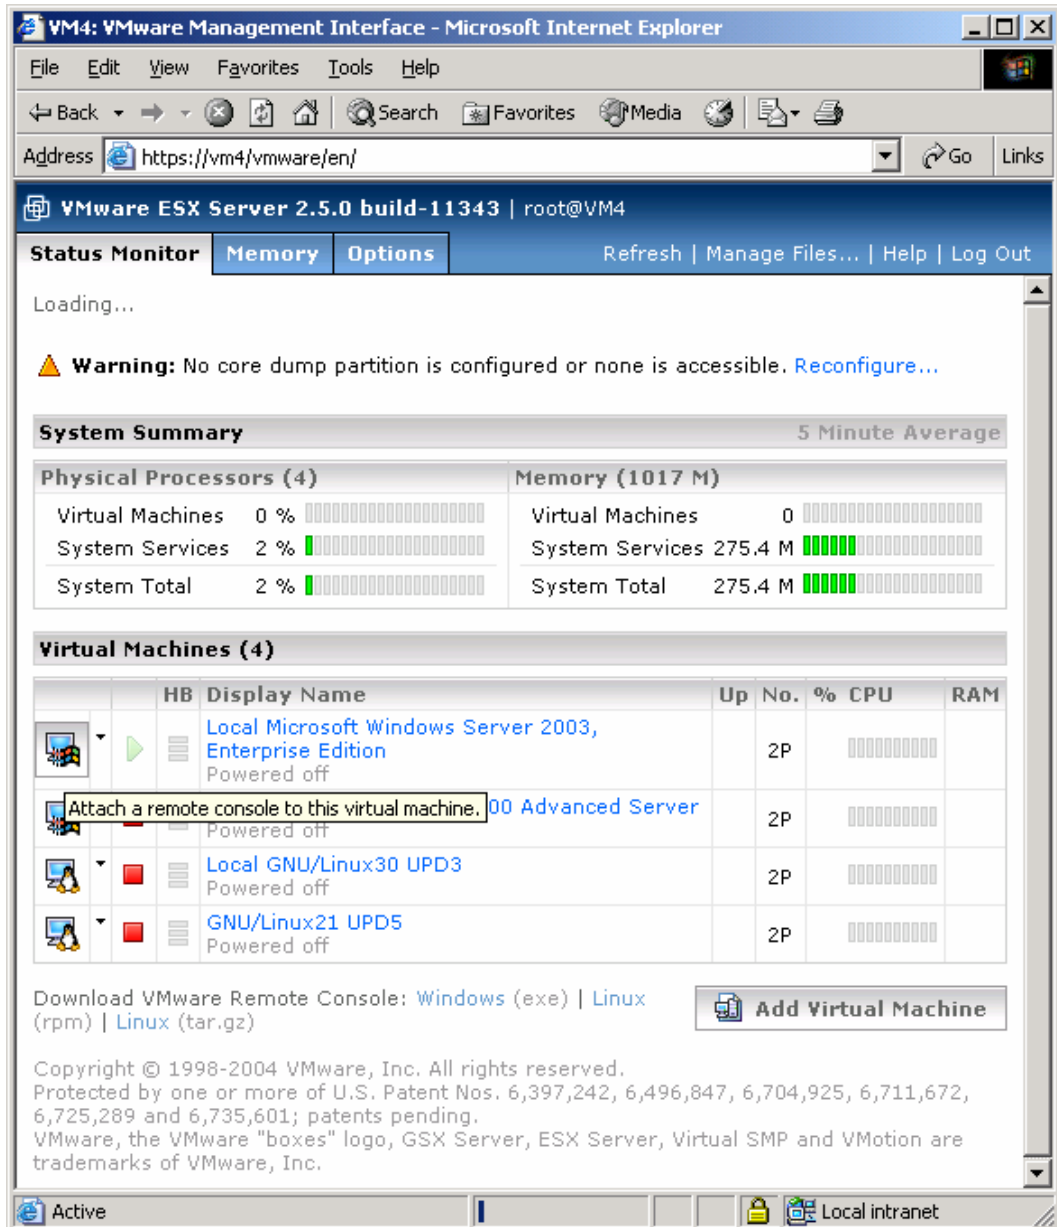 VM4: VMware Management Interface - Microsoft Internet Explorer
File Edit View Favorites Tools Help
Back Search Favorites Media
Address https://vm4/vmware/en/ Go Links
VMware ESX Server 2.5.0 build-11343 | root@VM4
Status Monitor Memory Options Refresh | Manage Files... | Help | Log Out
Loading...
Warning: No core dump partition is configured or none is accessible. Reconfigure...
System Summary 5 Minute Average
Physical Processors (4) Memory (1017 M)
Virtual Machines 0 % Virtual Machines 0
System Services 2 % System Services 275.4 M
System Total 2 % System Total 275.4 M
Virtual Machines (4)
HB Display Name Up No. % CPU RAM
Local Microsoft Windows Server 2003,
Enterprise Edition 2P
Powered off
Attach a remote console to this virtual machine. 00 Advanced Server
Powered off 2P
Local GNU/Linux30 UPD3
Powered off 2P
GNU/Linux21 UPD5
Powered off 2P
Download VMware Remote Console: Windows (exe) | Linux
(rpm) | Linux (tar.gz) Add Virtual Machine
Copyright © 1998-2004 VMware, Inc. All rights reserved.
Protected by one or more of U.S. Patent Nos. 6,397,242, 6,496,847, 6,704,925, 6,711,672,
6,725,289 and 6,735,601; patents pending.
VMware, the VMware "boxes" logo, GSX Server, ESX Server, Virtual SMP and VMotion are
trademarks of VMware, Inc.
Active Local intranet